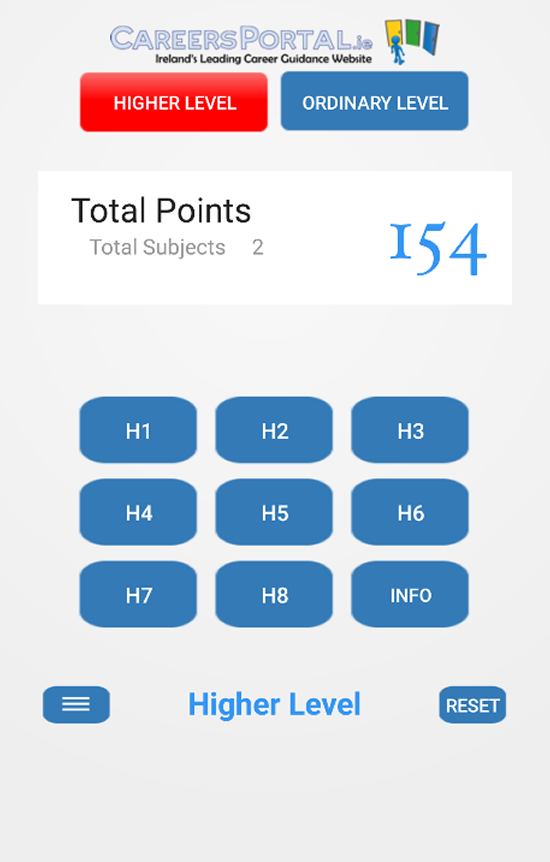 CAREERSPORTAL.ie
Ireland's Leading Career Guidance Website
HIGHER LEVEL ORDINARY LEVEL
Total Points
Total Subjects 2
154
H1 H2 H3
H4 H5 H6
H7 H8 INFO
Higher Level RESET